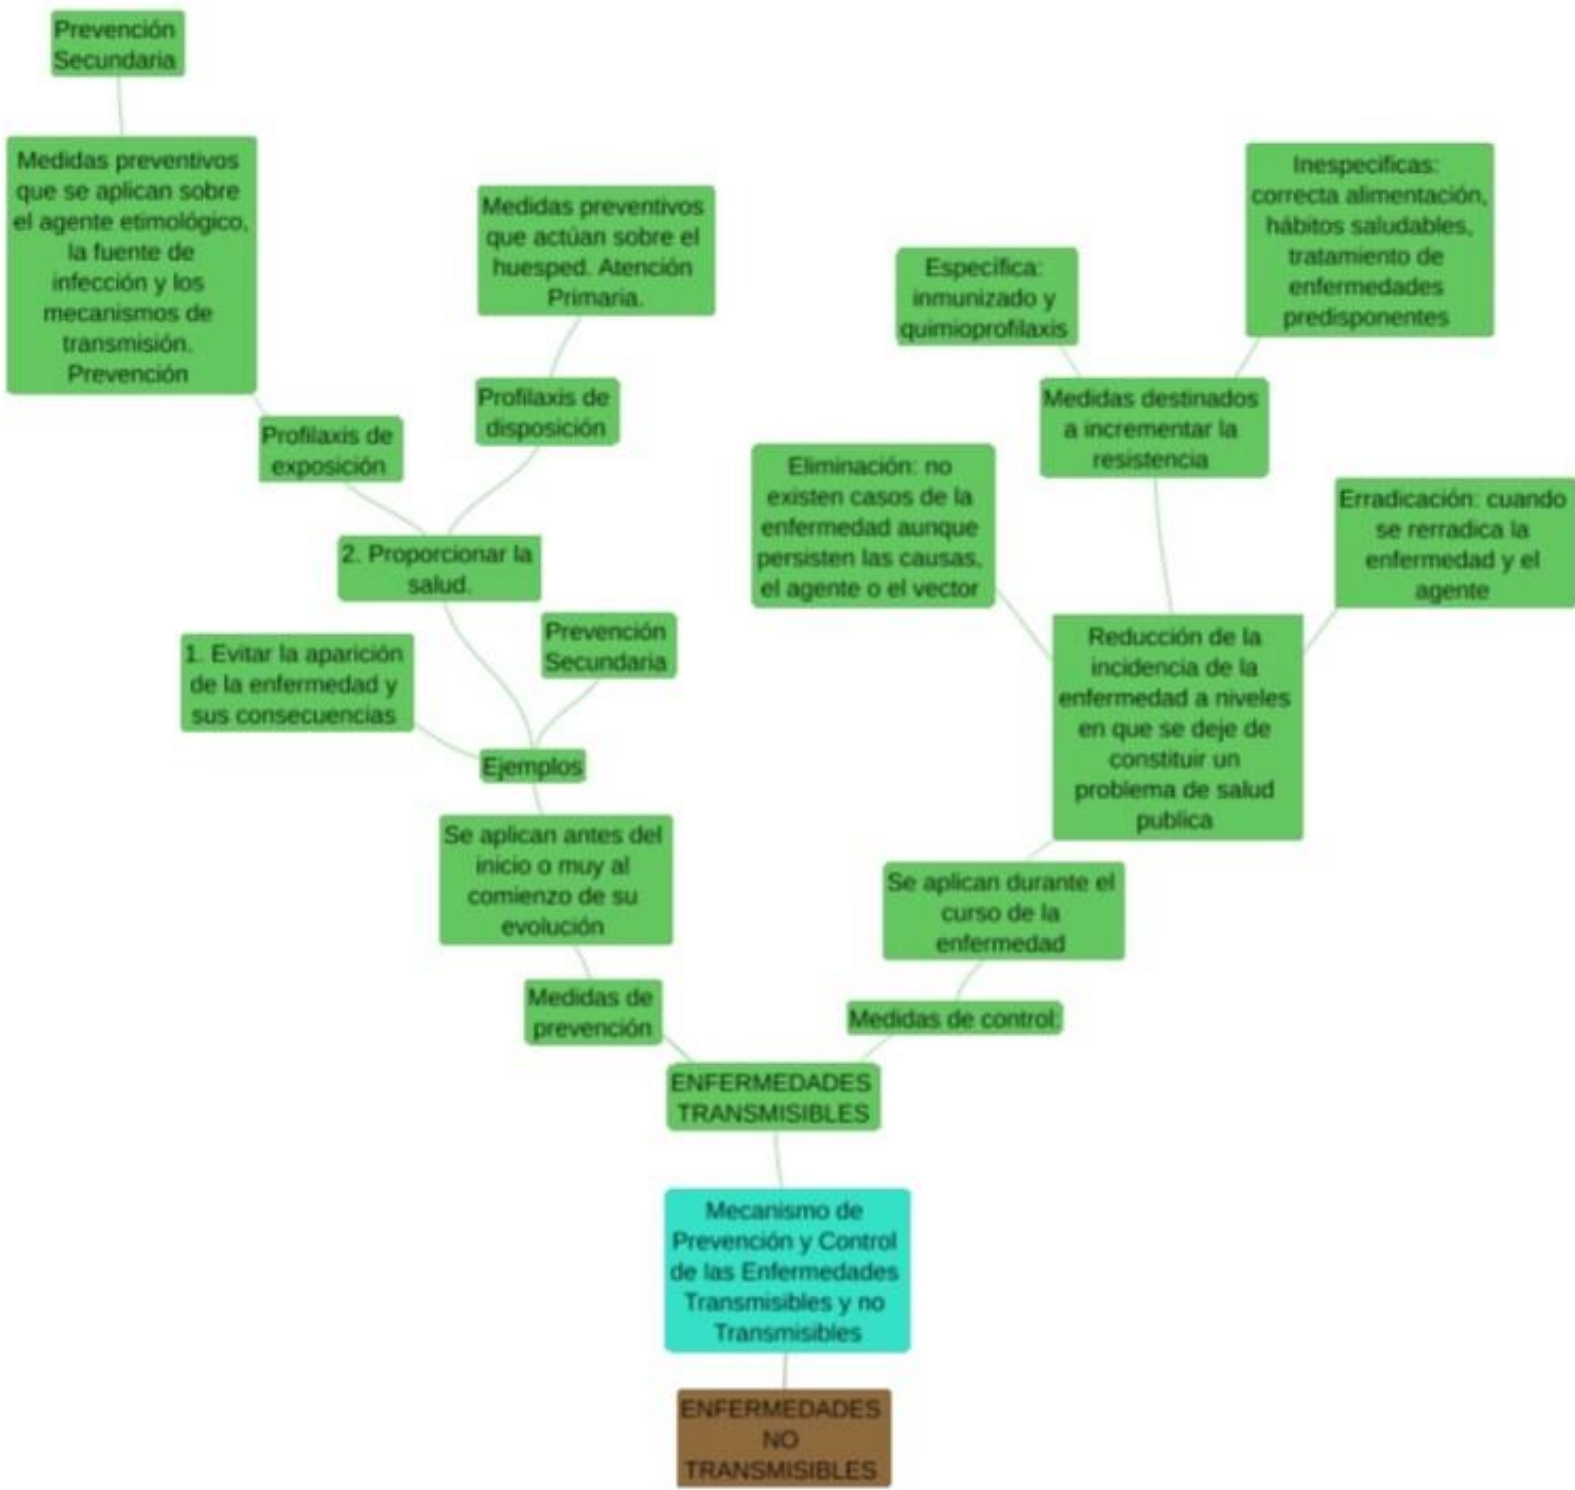 Prevención
Secundaria
Medidas preventivos
que se aplican sobre
el agente etimológico,
la fuente de
infección y los
mecanismos de
transmisión.
Prevención
Medidas preventivos
que actúan sobre el
huesped. Atención
Primaria.
Profilaxis de
exposición
Profilaxis de
disposición
2. Proporcionar la
salud.
1. Evitar la aparición
de la enfermedad y
sus consecuencias
Prevención
Secundaria
Ejemplos
Se aplican antes del
inicio o muy al
comienzo de su
evolución
Medidas de
prevención
Inespecificas:
correcta alimentación,
hábitos saludables,
tratamiento de
enfermedades
predisponentes
Específica:
inmunizado y
quimioprofilaxis
Medidas destinados
a incrementar la
resistencia
Eliminación: no
existen casos de la
enfermedad aunque
persisten las causas,
el agente o el vector
Erradicación: cuando
se rerradica la
enfermedad y el
agente
Reducción de la
incidencia de la
enfermedad a niveles
en que se deje de
constituir un
problema de salud
publica
Se aplican durante el
curso de la
enfermedad
Medidas de control:
ENFERMEDADES
TRANSMISIBLES
Mecanismo de
Prevención y Control
de las Enfermedades
Transmisibles y no
Transmisibles
ENFERMEDADES
NO
TRANSMISIBLES